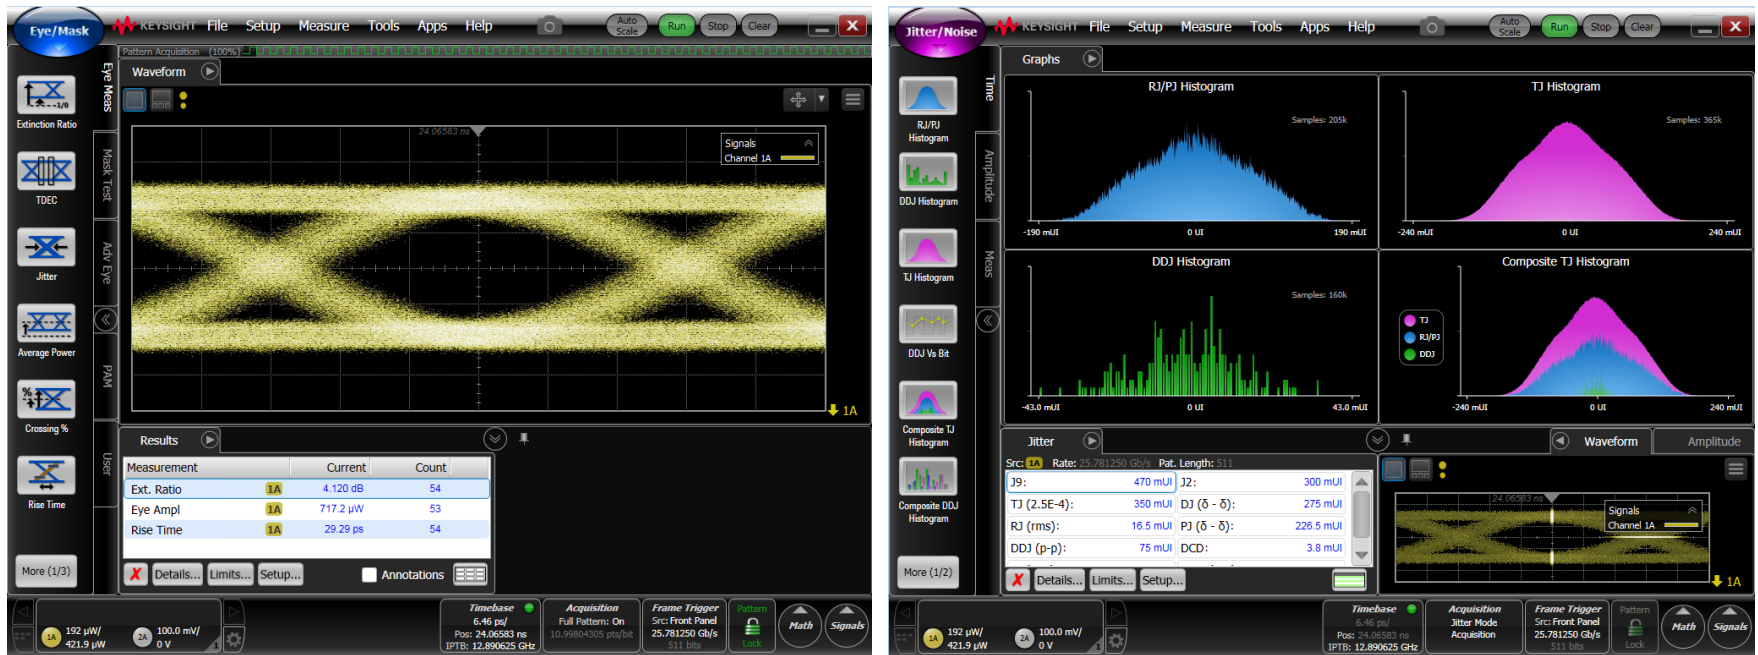 Eye/Mask
KEYSIGHT File Setup Measure Tools Apps Help
Auto Scale
Run
Stop
Clear
Pattern Acquisition (100%)
Waveform
Eye Meas
Mask Test
Adv Eye
PAM
User
-1/0
Extinction Ratio
TDEC
Jitter
Average Power
%
Crossing %
Rise Time
More (1/3)
24.06583 ns
Signals
Channel 1A
1A
Results
Measurement Current Count
Ext. Ratio 1A 4.120 dB 54
Eye Ampl 1A 717.2 µW 53
Rise Time 1A 29.29 ps 54
Details... Limits... Setup... Annotations
1A 192 µW/
421.9 µW
2A 100.0 mV/
0 V
1
Timebase
6.46 ps/
Pos: 24.06583 ns
IPTB: 12.890625 GHz
Acquisition
Full Pattern: On
10.99804305 pts/bit
Frame Trigger
Src: Front Panel
25.781250 Gb/s
511 bits
Pattern
Lock
Math
Signals
Jitter/Noise
KEYSIGHT File Setup Measure Tools Apps Help
Auto Scale
Run
Stop
Clear
Graphs
Time
Amplitude
Meas
RJ/PJ
Histogram
DDJ Histogram
TJ Histogram
DDJ Vs Bit
Composite TJ
Histogram
Composite DDJ
Histogram
More (1/2)
RJ/PJ Histogram
Samples: 205k
-190 mUI 0 UI 190 mUI
TJ Histogram
Samples: 365k
-240 mUI 0 UI 240 mUI
DDJ Histogram
Samples: 160k
-43.0 mUI 0 UI 43.0 mUI
Composite TJ Histogram
TJ
RJ/PJ
DDJ
-240 mUI 0 UI 240 mUI
Jitter
Src: 1A Rate: 25.781250 Gb/s Pat. Length: 511
J9: 470 mUI J2: 300 mUI
TJ (2.5E-4): 350 mUI DJ (δ - δ): 275 mUI
RJ (rms): 16.5 mUI PJ (δ - δ): 226.5 mUI
DDJ (p-p): 75 mUI DCD: 3.8 mUI
Details... Limits... Setup...
Waveform
Amplitude
24.06583 ns
Signals
Channel 1A
1A
1A 192 µW/
421.9 µW
2A 100.0 mV/
0 V
1
Timebase
6.46 ps/
Pos: 24.06583 ns
IPTB: 12.890625 GHz
Acquisition
Jitter Mode
Acquisition
Frame Trigger
Src: Front Panel
25.781250 Gb/s
511 bits
Pattern
Lock
Math
Signals